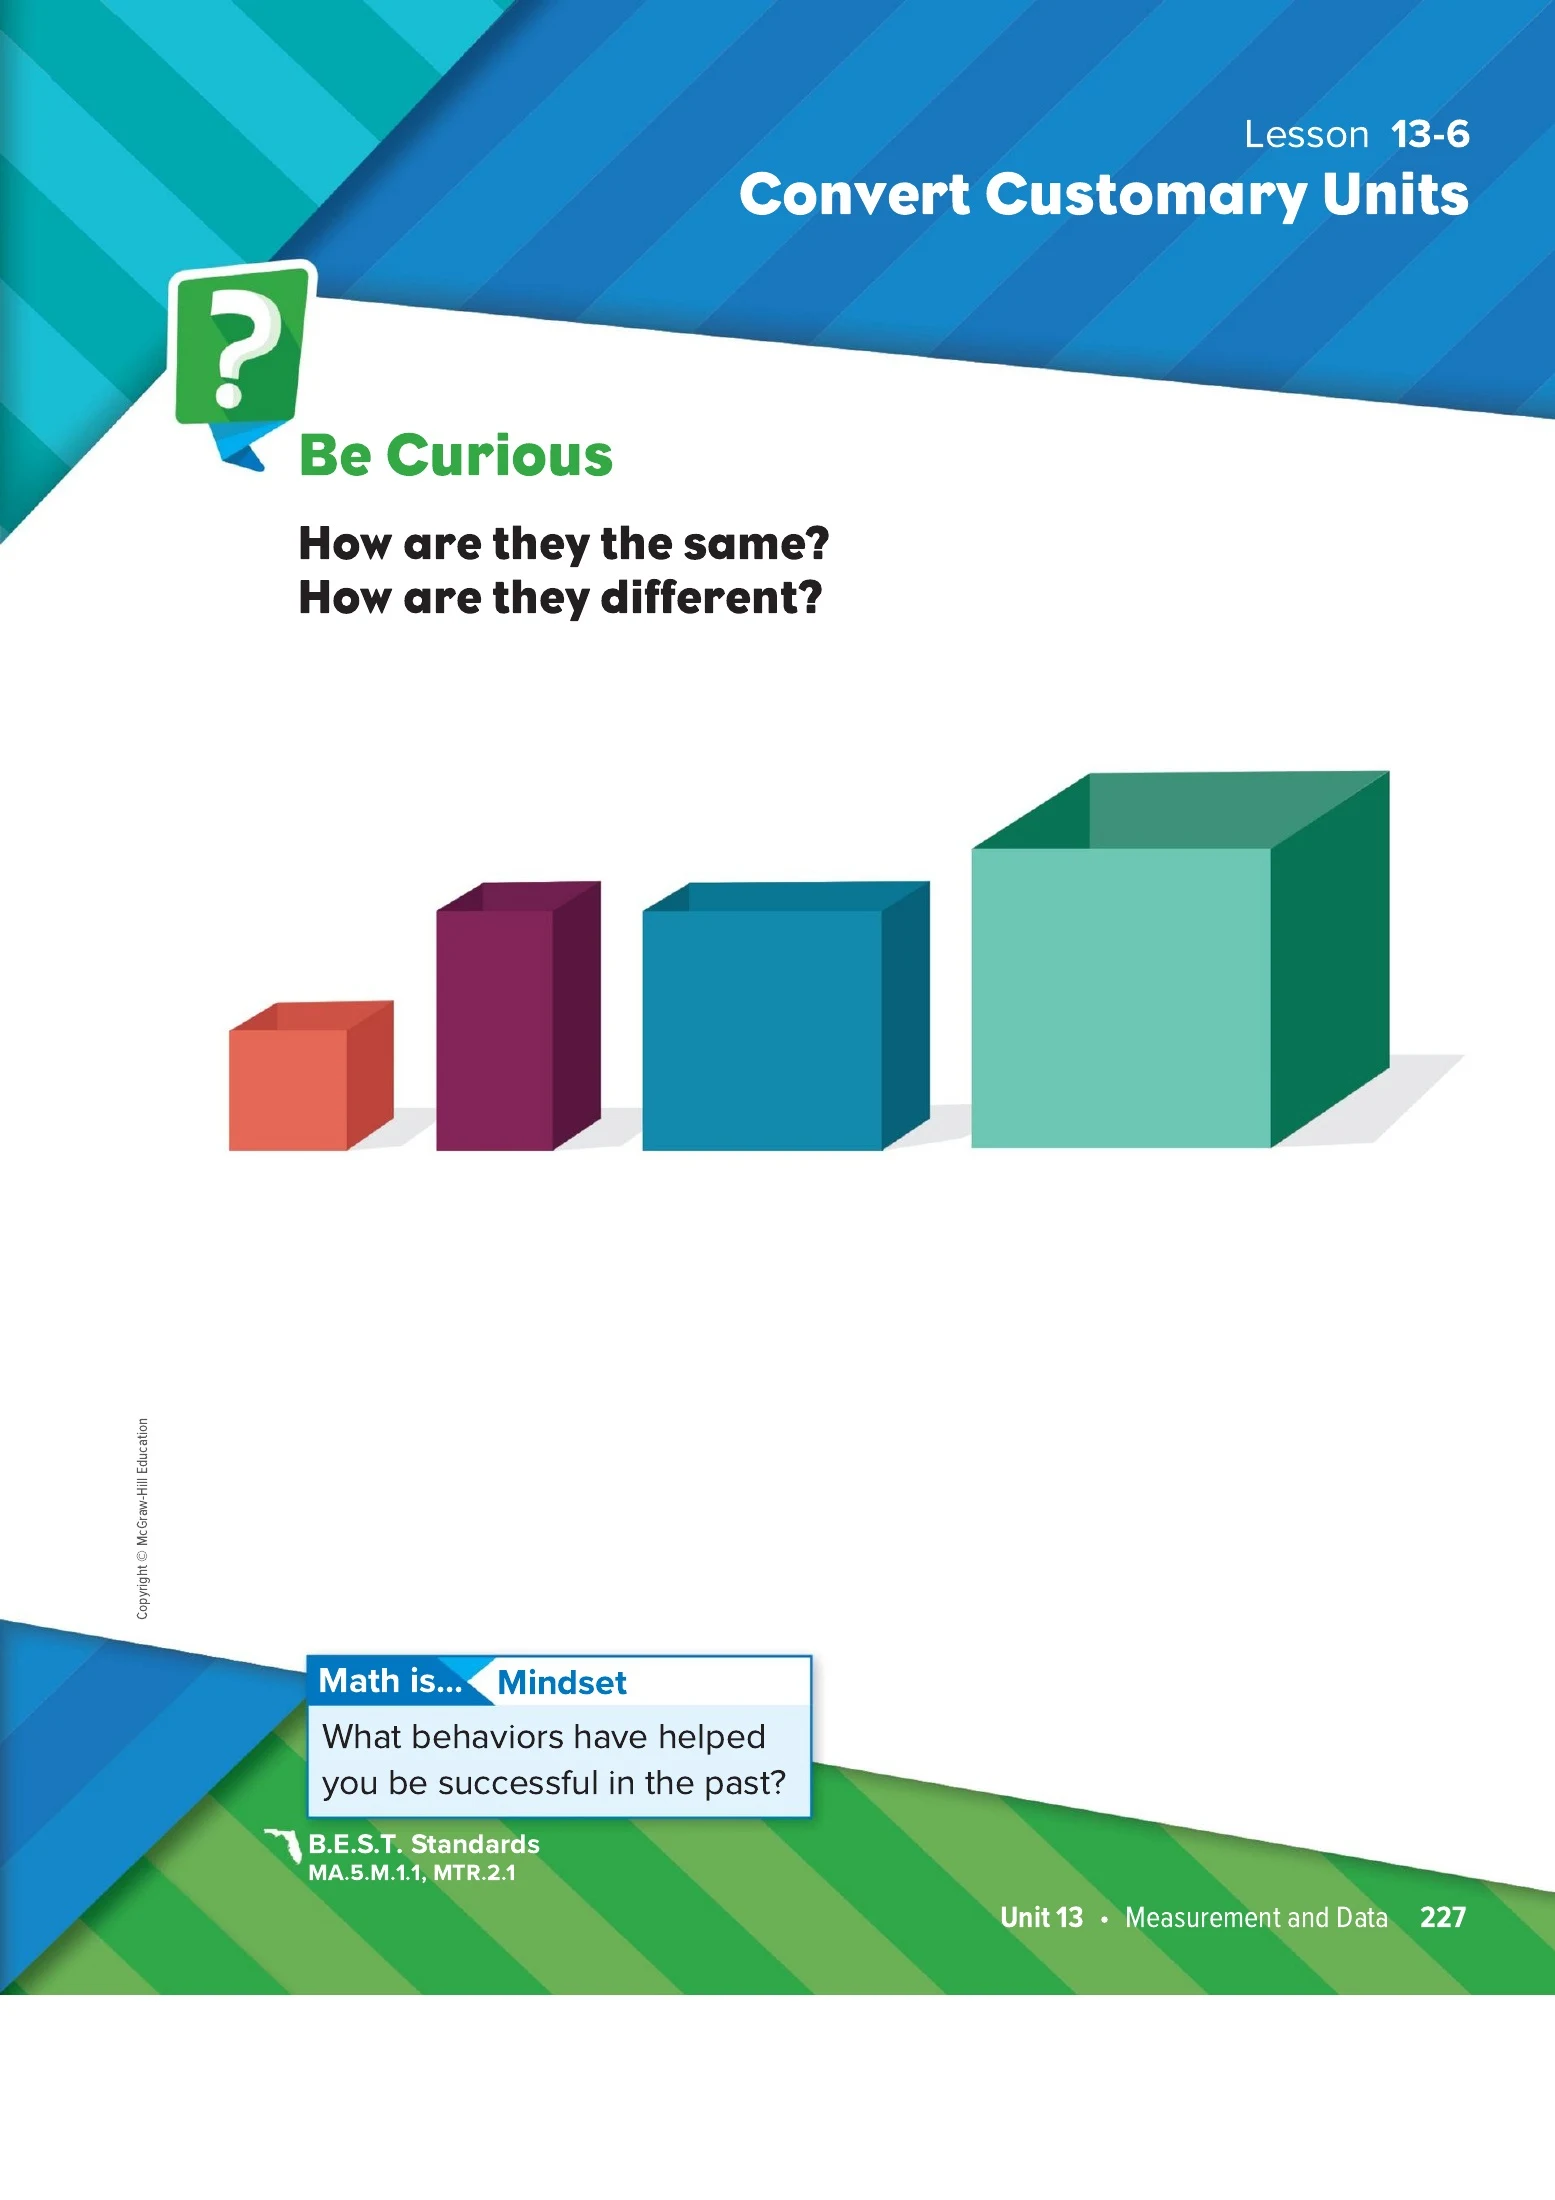 Lesson 13-6
Convert Customary Units
?
Be Curious
How are they the same?
How are they different?
Copyright © McGraw-Hill Education
Math is... Mindset
What behaviors have helped
you be successful in the past?
B.E.S.T. Standards
MA.5.M.1.1, MTR.2.1
Unit 13 • Measurement and Data 227